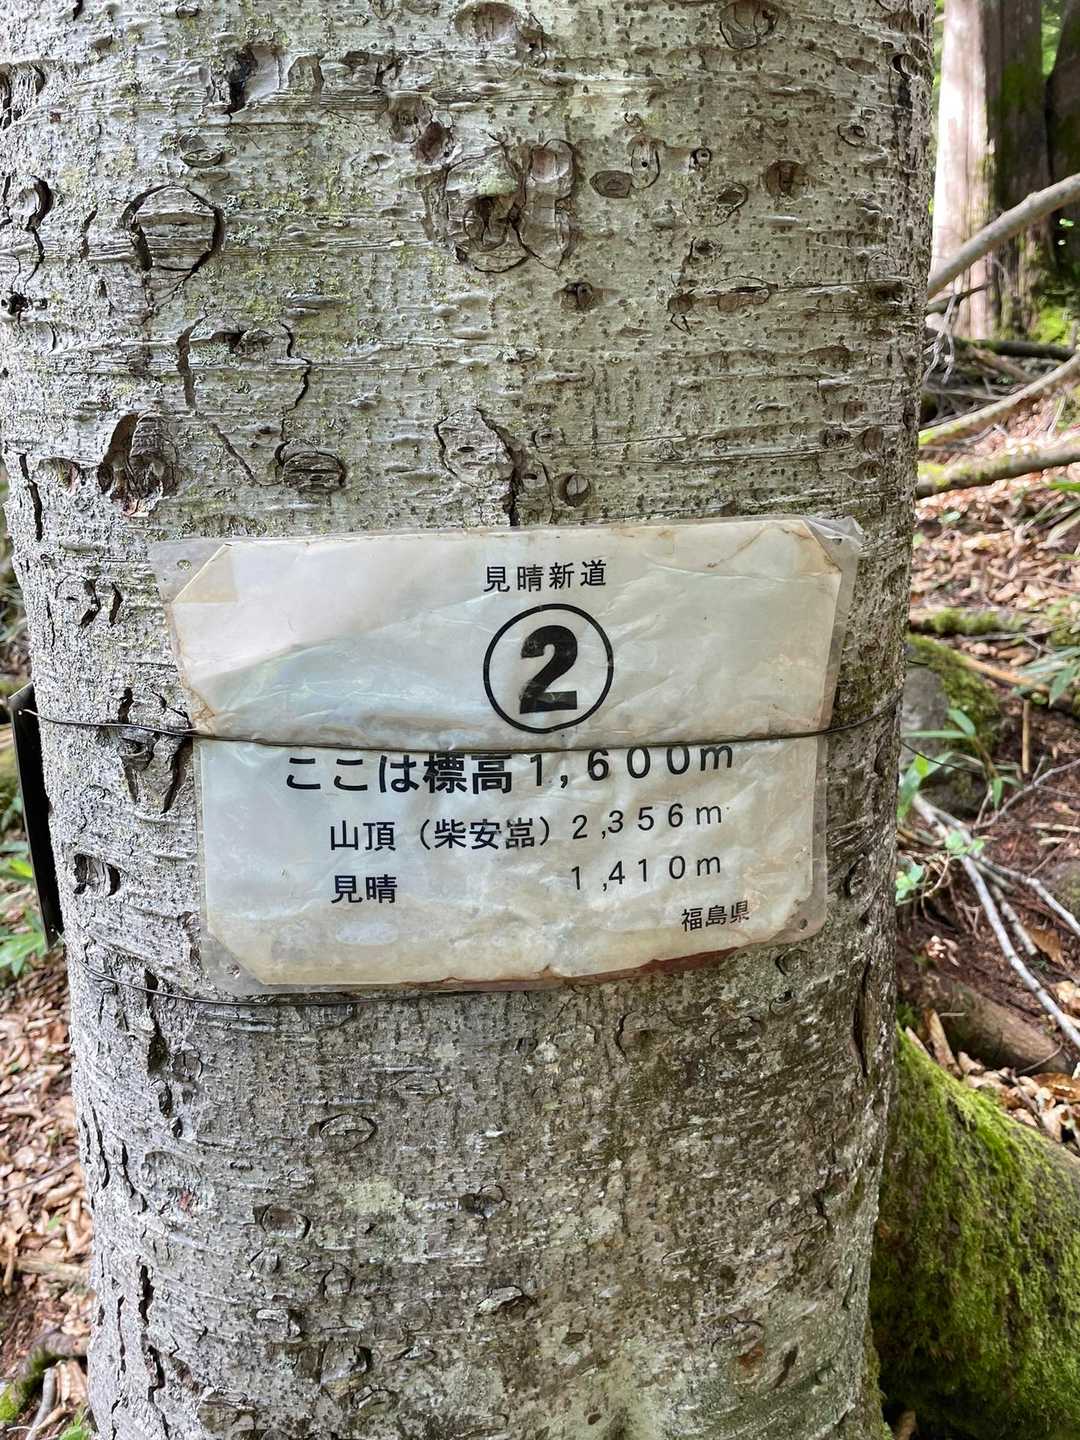 見晴新道
②
ここは標高1,600m
山頂（柴安嵓）2,356m
見晴 1,410m
福島県